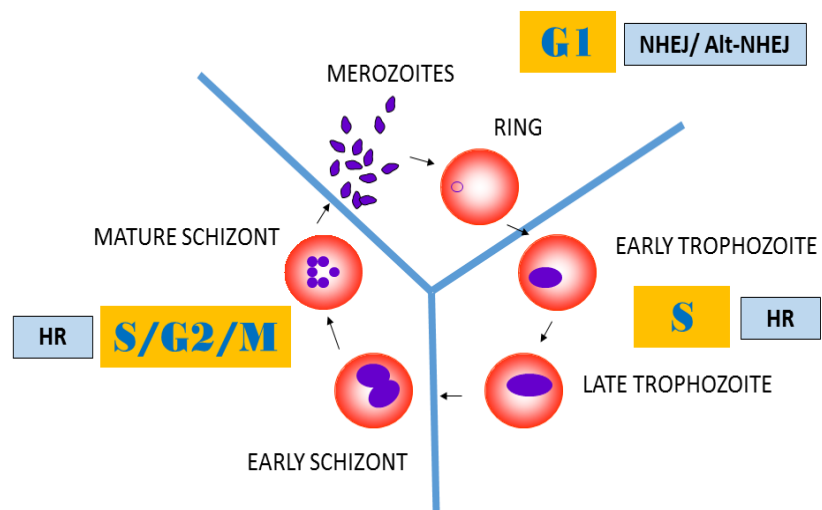 G1
NHEJ/ Alt-NHEJ
MEROZOITES
RING
MATURE SCHIZONT
EARLY TROPHOZOITE
HR
S/G2/M
S
HR
LATE TROPHOZOITE
EARLY SCHIZONT